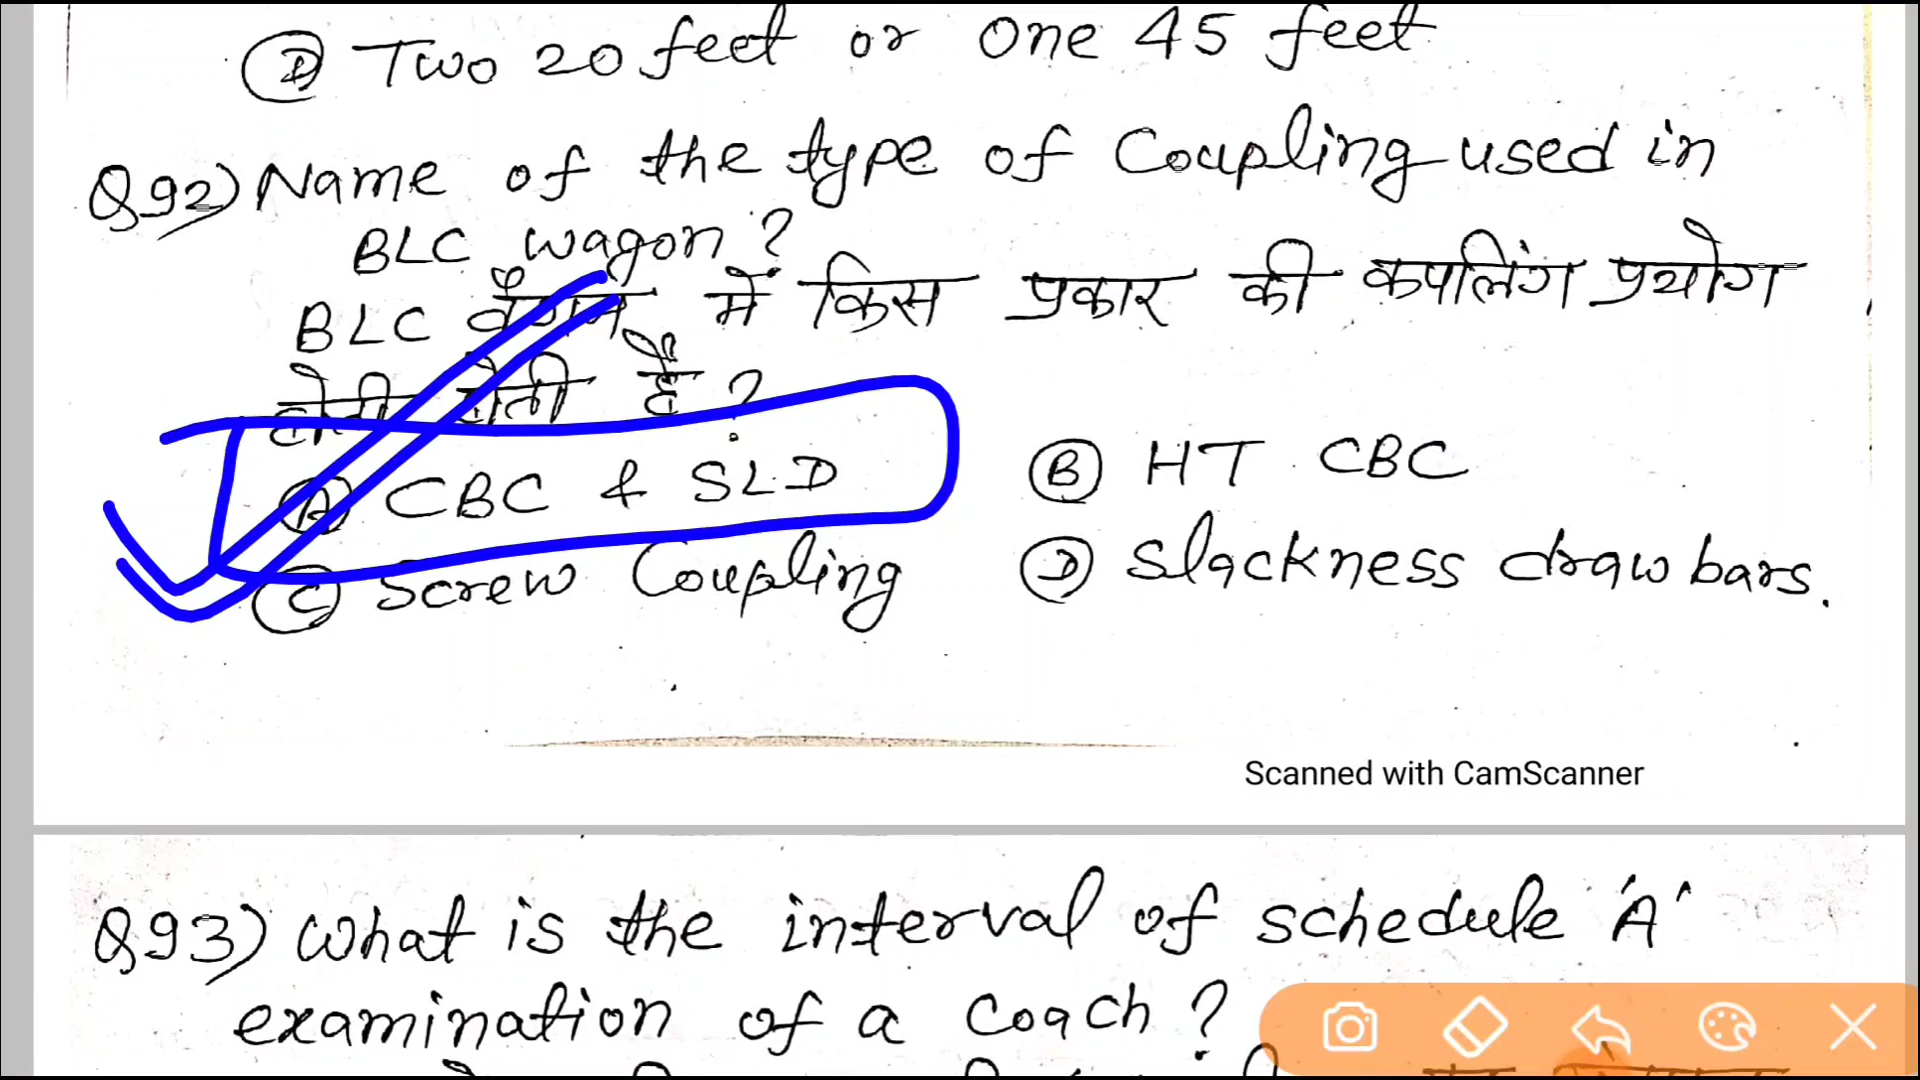 (D) Two 20 feet or One 45 feet
Q92) Name of the type of Coupling used in
BLC wagon?
BLC वैगन में किस प्रकार की कपलिंग प्रयोग
होती है?
(A) CBC & SLD (B) HT CBC
(C) Screw Coupling (D) Slackness draw bars.
Scanned with CamScanner
Q93) What is the interval of schedule 'A'
examination of a Coach?